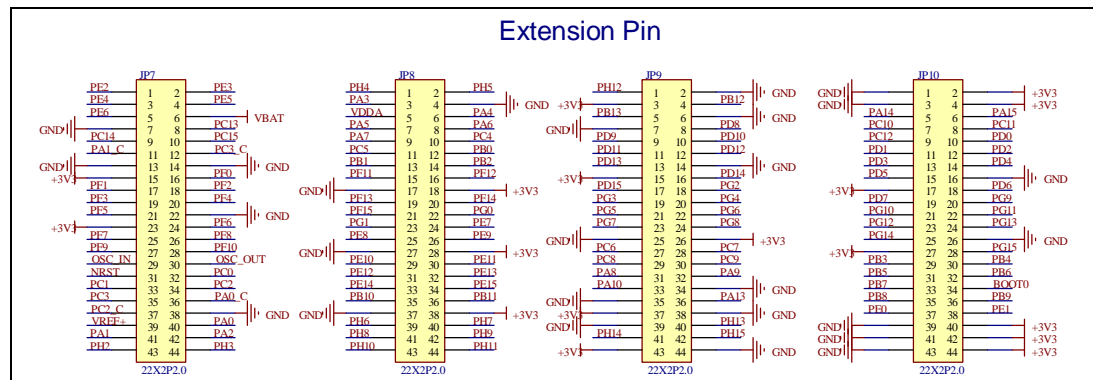 Extension Pin
JP7
PE2 1 2 PE3
PE4 3 4 PE5
PE6 5 6 VBAT
GND 7 8 PC13
PC14 9 10 PC15
PA1_C 11 12 PC3_C
GND 13 14 GND
+3V3 15 16 PF0
PF1 17 18 PF2
PF3 19 20 PF4
PF5 21 22 GND
+3V3 23 24 PF6
PF7 25 26 PF8
PF9 27 28 PF10
OSC_IN 29 30 OSC_OUT
NRST 31 32 PC0
PC1 33 34 PC2
PC3 35 36 PA0_C
PC2_C 37 38 GND
VREF+ 39 40 PA0
PA1 41 42 PA2
PH2 43 44 PH3
22X2P2.0
JP8
PH4 1 2 PH5
PA3 3 4 GND
VDDA 5 6 PA4
PA5 7 8 PA6
PA7 9 10 PC4
PC5 11 12 PB0
PB1 13 14 PB2
PF11 15 16 PF12
GND 17 18 +3V3
PF13 19 20 PF14
PF15 21 22 PG0
PG1 23 24 PE7
PE8 25 26 PE9
GND 27 28 +3V3
PE10 29 30 PE11
PE12 31 32 PE13
PE14 33 34 PE15
PB10 35 36 PB11
GND 37 38 +3V3
PH6 39 40 PH7
PH8 41 42 PH9
PH10 43 44 PH11
22X2P2.0
JP9
PH12 1 2 GND
+3V3 3 4 PB12
PB13 5 6 GND
GND 7 8 PD8
PD9 9 10 PD10
PD11 11 12 PD12
PD13 13 14 GND
+3V3 15 16 PD14
PD15 17 18 PG2
PG3 19 20 PG4
PG5 21 22 PG6
PG7 23 24 PG8
GND 25 26 +3V3
PC6 27 28 PC7
PC8 29 30 PC9
PA8 31 32 PA9
PA10 33 34 GND
GND 35 36 PA13
+3V3 37 38 GND
GND 39 40 PH13
PH14 41 42 PH15
+3V3 43 44 GND
22X2P2.0
JP10
GND 1 2 +3V3
GND 3 4 +3V3
PA14 5 6 PA15
PC10 7 8 PC11
PC12 9 10 PD0
PD1 11 12 PD2
PD3 13 14 PD4
PD5 15 16 GND
+3V3 17 18 PD6
PD7 19 20 PG9
PG10 21 22 PG11
PG12 23 24 PG13
PG14 25 26 GND
+3V3 27 28 PG15
PB3 29 30 PB4
PB5 31 32 PB6
PB7 33 34 BOOT0
PB8 35 36 PB9
PE0 37 38 PE1
GND 39 40 +3V3
GND 41 42 +3V3
GND 43 44 +3V3
22X2P2.0